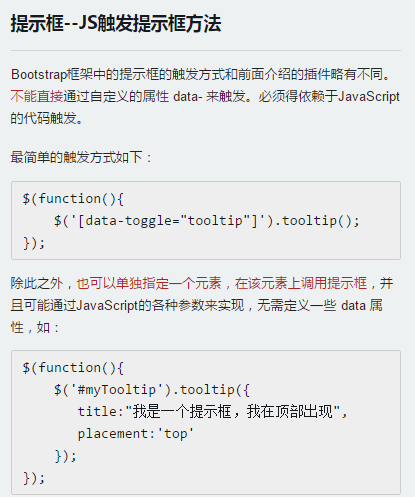 提示框--JS触发提示框方法
Bootstrap框架中的提示框的触发方式和前面介绍的插件略有不同。
不能直接通过自定义的属性 data- 来触发。必须得依赖于JavaScript
的代码触发。
最简单的触发方式如下：
$(function(){
    $('[data-toggle="tooltip"]').tooltip();
});
除此之外，也可以单独指定一个元素，在该元素上调用提示框，并
且可能通过JavaScript的各种参数来实现，无需定义一些 data 属
性，如：
$(function(){
    $('#myTooltip').tooltip({
       title:"我是一个提示框，我在顶部出现",
       placement:'top'
    });
});